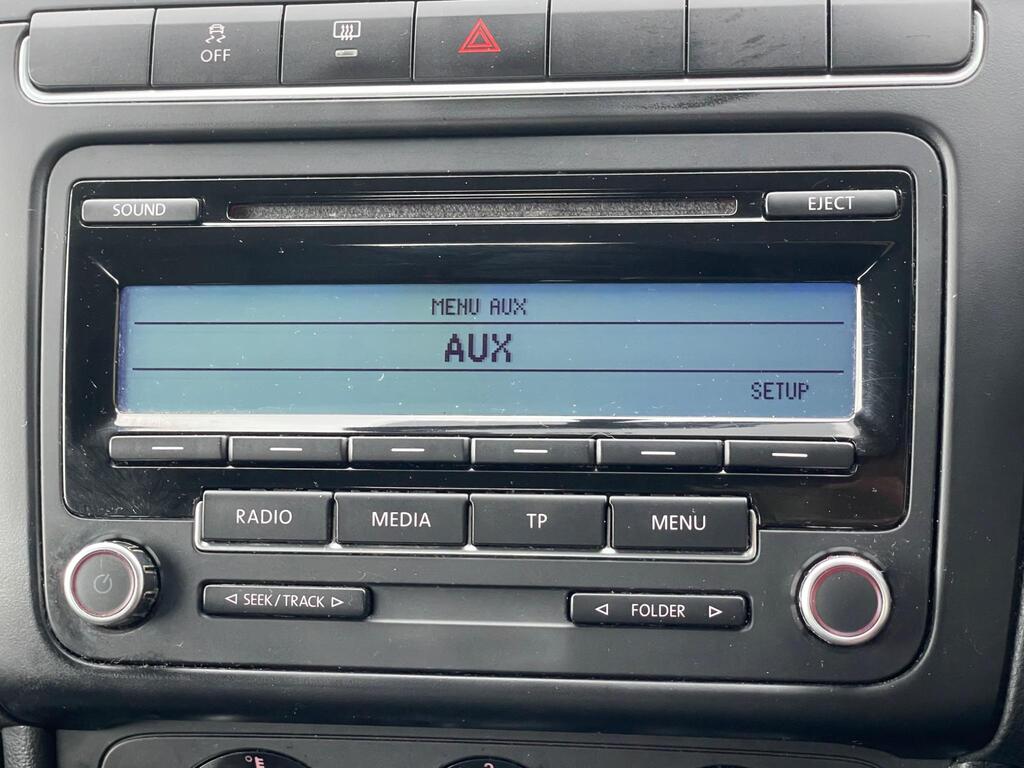 OFF
SOUND
EJECT
MENU AUX
AUX
SETUP
RADIO
MEDIA
TP
MENU
SEEK/TRACK
FOLDER